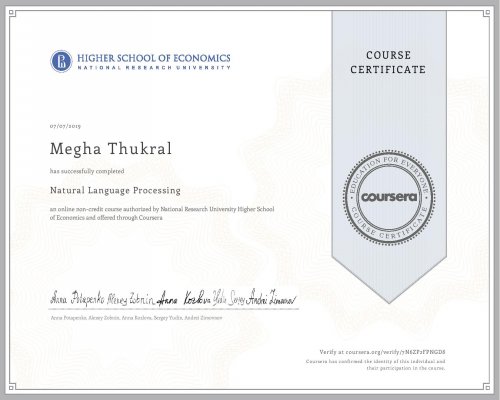 HIGHER SCHOOL OF ECONOMICS
NATIONAL RESEARCH UNIVERSITY
COURSE
CERTIFICATE
07/07/2019
Megha Thukral
has successfully completed
Natural Language Processing
an online non-credit course authorized by National Research University Higher School
of Economics and offered through Coursera
EDUCATION FOR EVERYONE
coursera
COURSE CERTIFICATE
Anna Potapenko Alexey Zobnin Anna Kozlova Yudin Sergey Andrei Zimovnov
Anna Potapenko, Alexey Zobnin, Anna Kozlova, Sergey Yudin, Andrei Zimovnov
Verify at coursera.org/verify/7N6ZF2FPNGD8
Coursera has confirmed the identity of this individual and
their participation in the course.